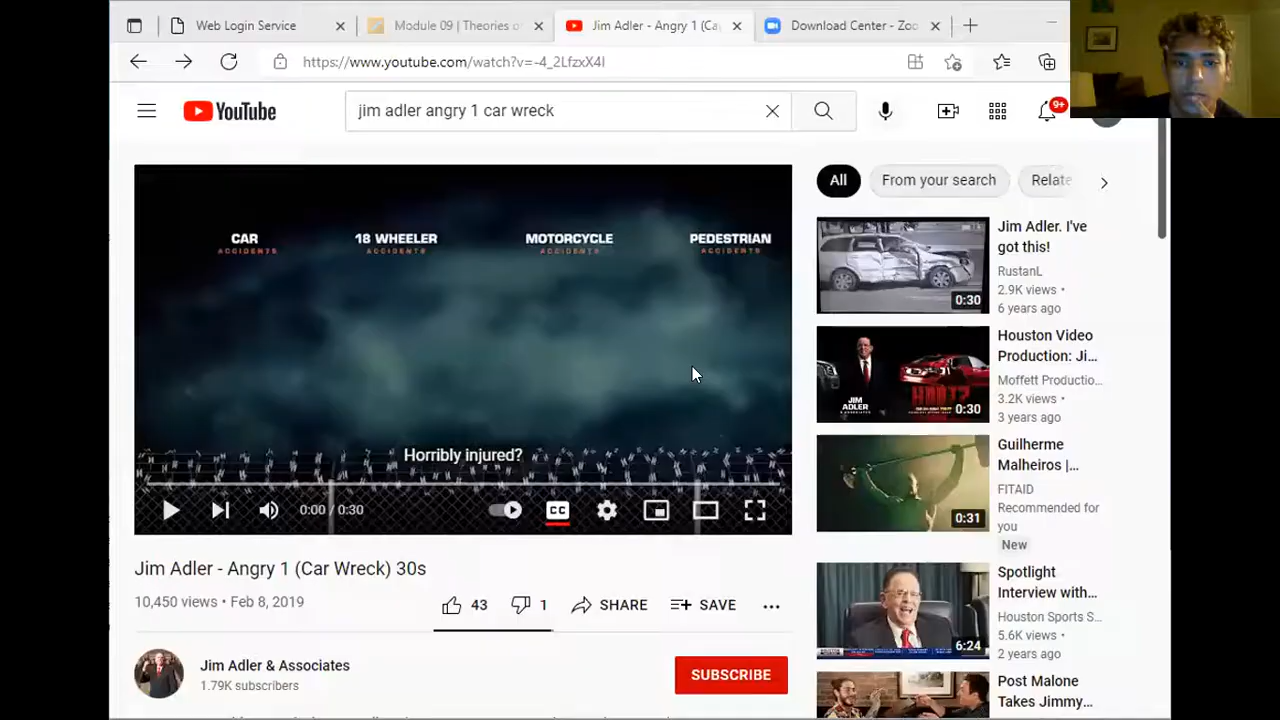 Web Login Service
Module 09 | Theories o
Jim Adler - Angry 1 (Ca
Download Center - Zoo
https://www.youtube.com/watch?v=-4_2LfzxX4I
YouTube
jim adler angry 1 car wreck
9+
All
From your search
Relate
CAR
ACCIDENTS
18 WHEELER
ACCIDENTS
MOTORCYCLE
ACCIDENTS
PEDESTRIAN
ACCIDENTS
Horribly injured?
0:00 / 0:30
CC
Jim Adler - Angry 1 (Car Wreck) 30s
10,450 views • Feb 8, 2019
43
1
SHARE
SAVE
Jim Adler & Associates
1.79K subscribers
SUBSCRIBE
0:30
Jim Adler. I've
got this!
RustanL
2.9K views •
6 years ago
JIM
ADLER
HURT?
0:30
Houston Video
Production: Ji...
Moffett Productio...
3.2K views •
3 years ago
0:31
Guilherme
Malheiros |...
FITAID
Recommended for
you
New
6:24
Spotlight
Interview with...
Houston Sports S...
5.6K views •
2 years ago
Post Malone
Takes Jimmy...